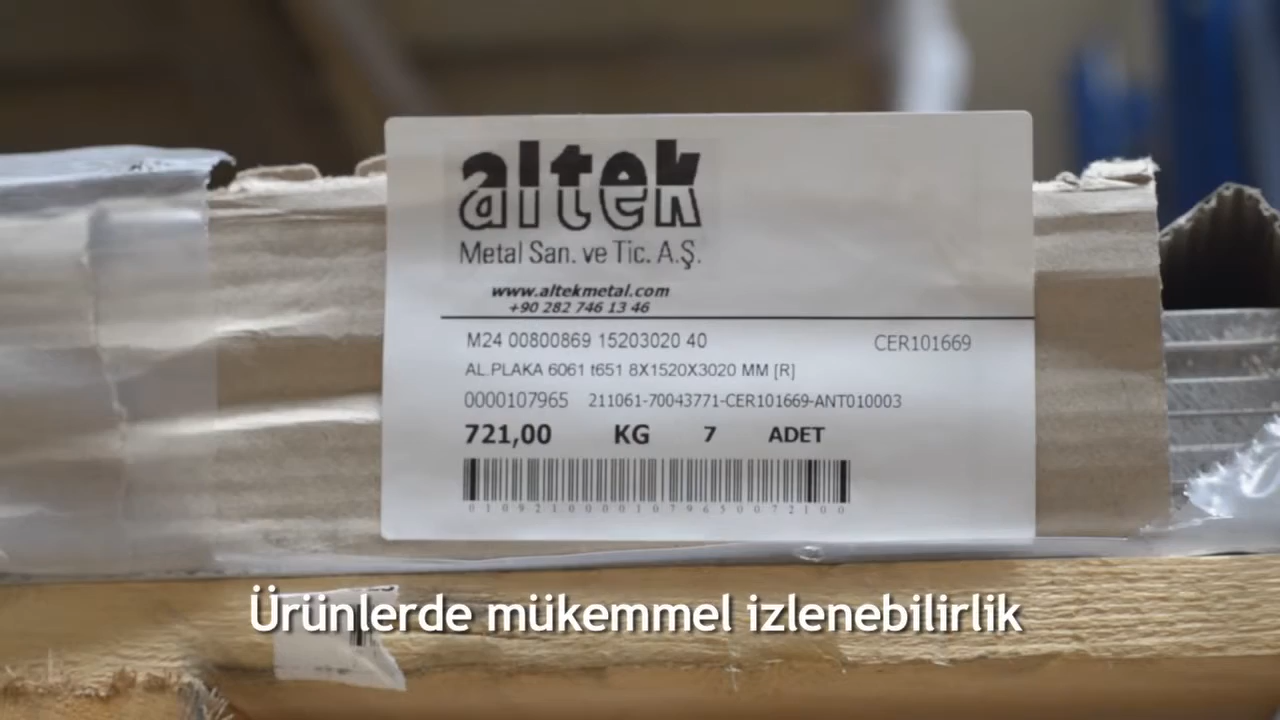 altek
Metal San. ve Tic. A.Ş.
www.altekmetal.com
+90 282 746 13 46
M24 00800869 15203020 40 CER101669
AL.PLAKA 6061 t651 8X1520X3020 MM [R]
0000107965 211061-70043771-CER101669-ANT010003
721,00 KG 7 ADET
01092100001079650072100
Ürünlerde mükemmel izlenebilirlik